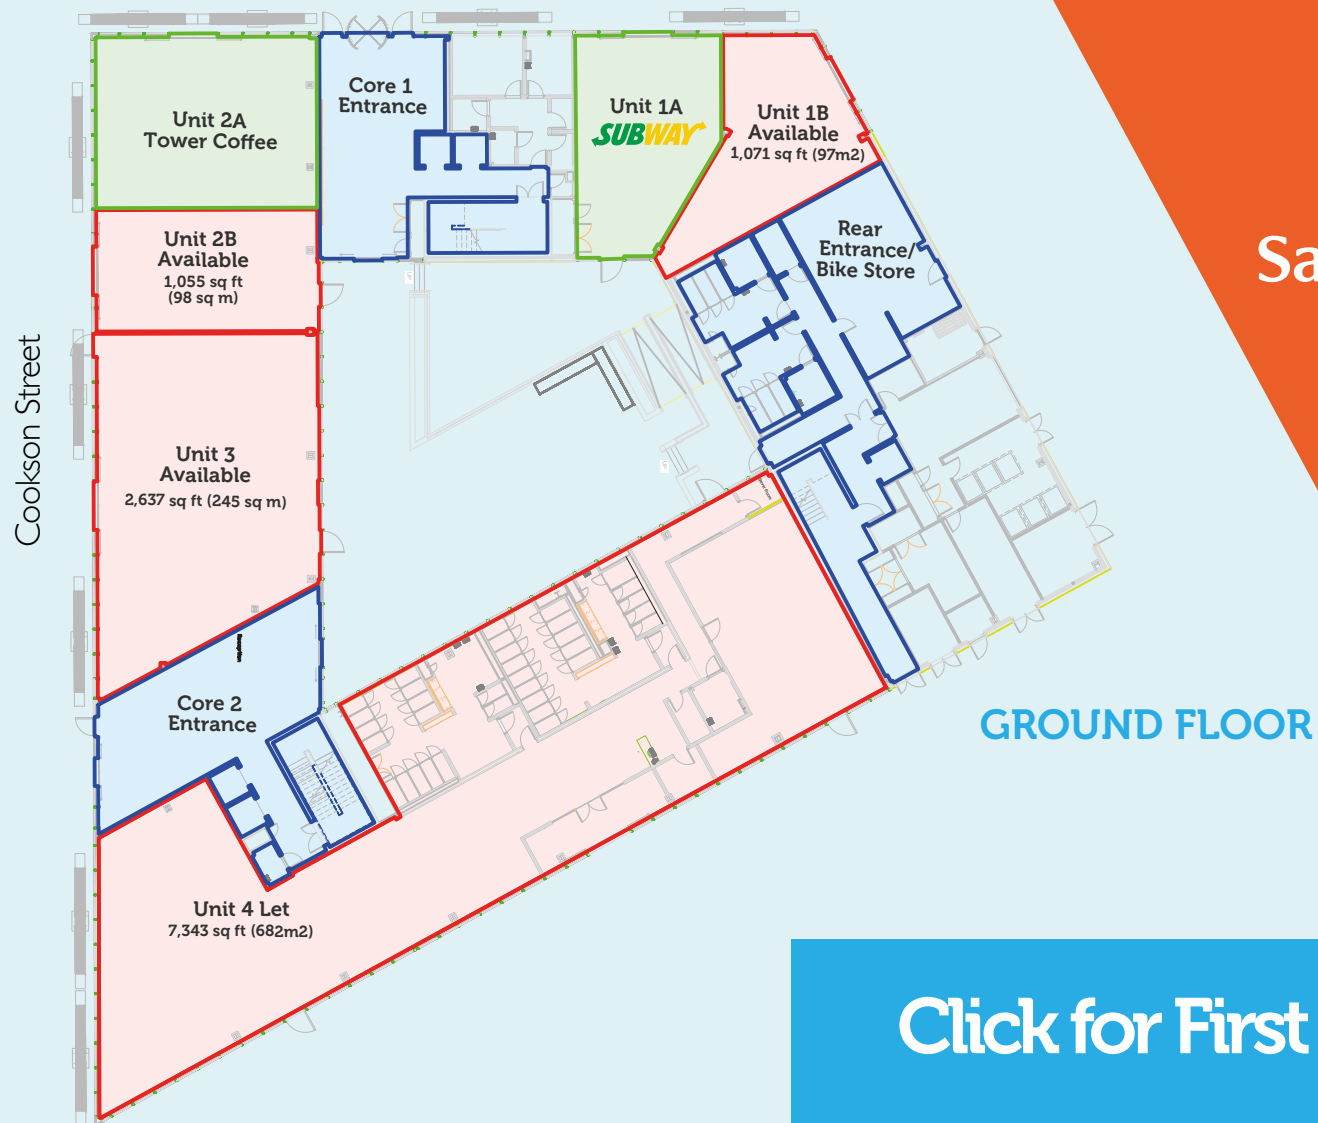 Core 1
Entrance
Unit 2A
Tower Coffee
Unit 1A
SUBWAY
Unit 1B
Available
1,071 sq ft (97m2)
Unit 2B
Available
1,055 sq ft
(98 sq m)
Rear
Entrance/
Bike Store
Sa
Cookson Street
Unit 3
Available
2,637 sq ft (245 sq m)
Core 2
Entrance
GROUND FLOOR
Unit 4 Let
7,343 sq ft (682m2)
Click for First